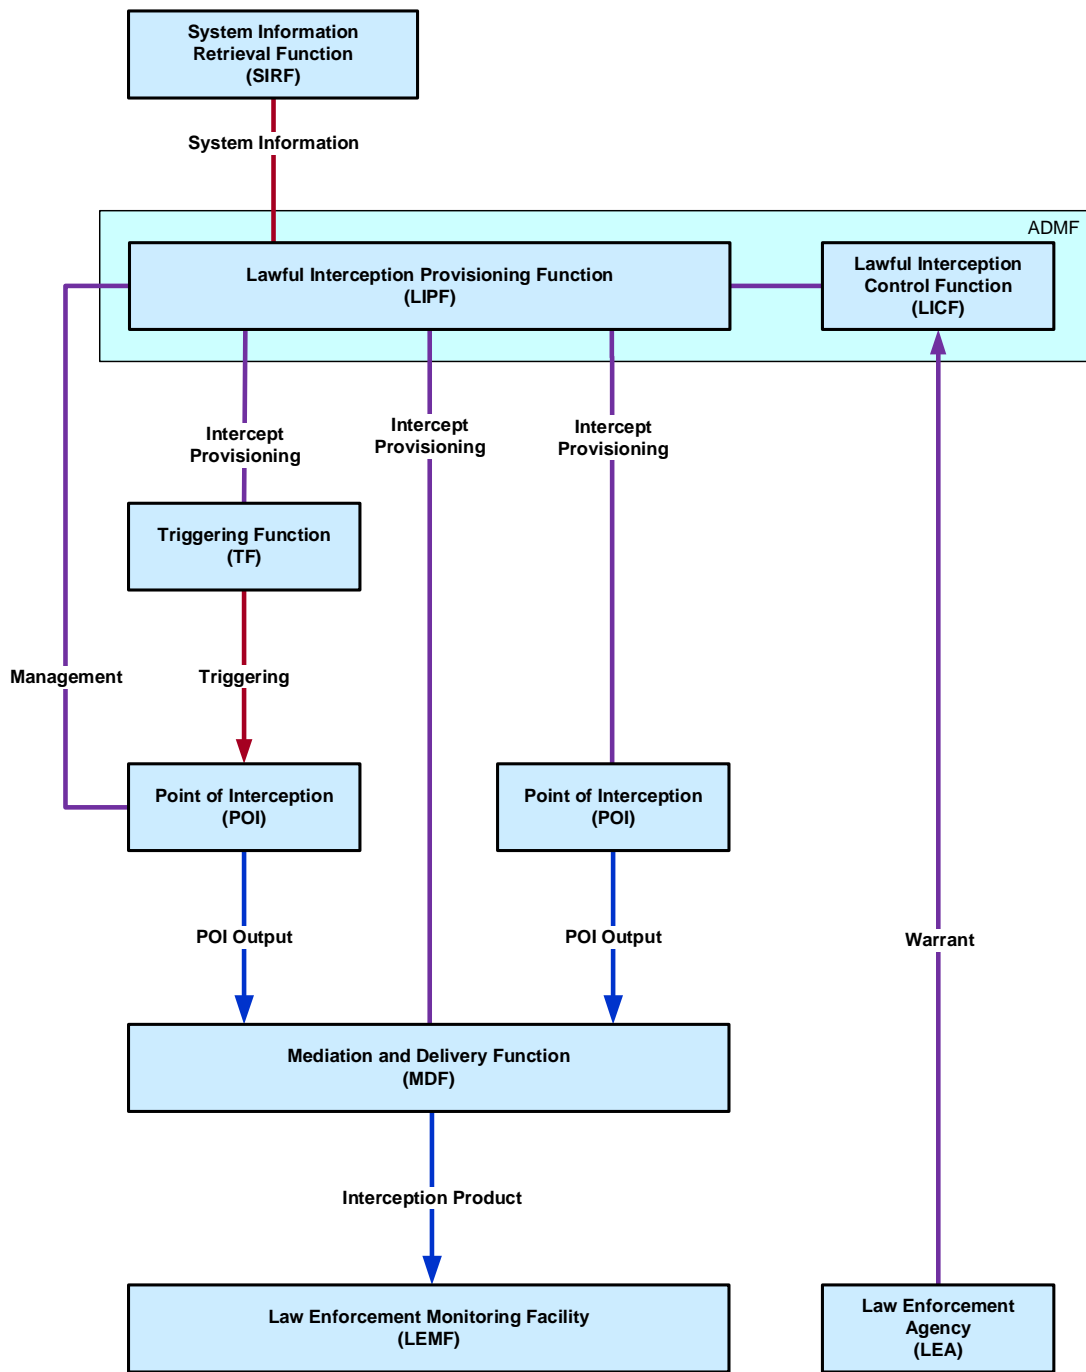 System Information
Retrieval Function
(SIRF)
System Information
ADMF
Lawful Interception Provisioning Function
(LIPF)
Lawful Interception
Control Function
(LICF)
Intercept
Provisioning
Intercept
Provisioning
Intercept
Provisioning
Triggering Function
(TF)
Management
Triggering
Point of Interception
(POI)
Point of Interception
(POI)
POI Output
POI Output
Warrant
Mediation and Delivery Function
(MDF)
Interception Product
Law Enforcement Monitoring Facility
(LEMF)
Law Enforcement
Agency
(LEA)